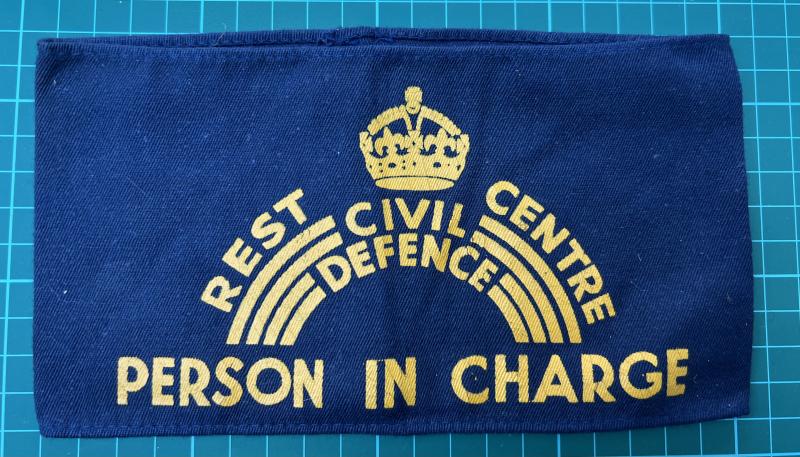 REST CENTRE
CIVIL
DEFENCE
PERSON IN CHARGE